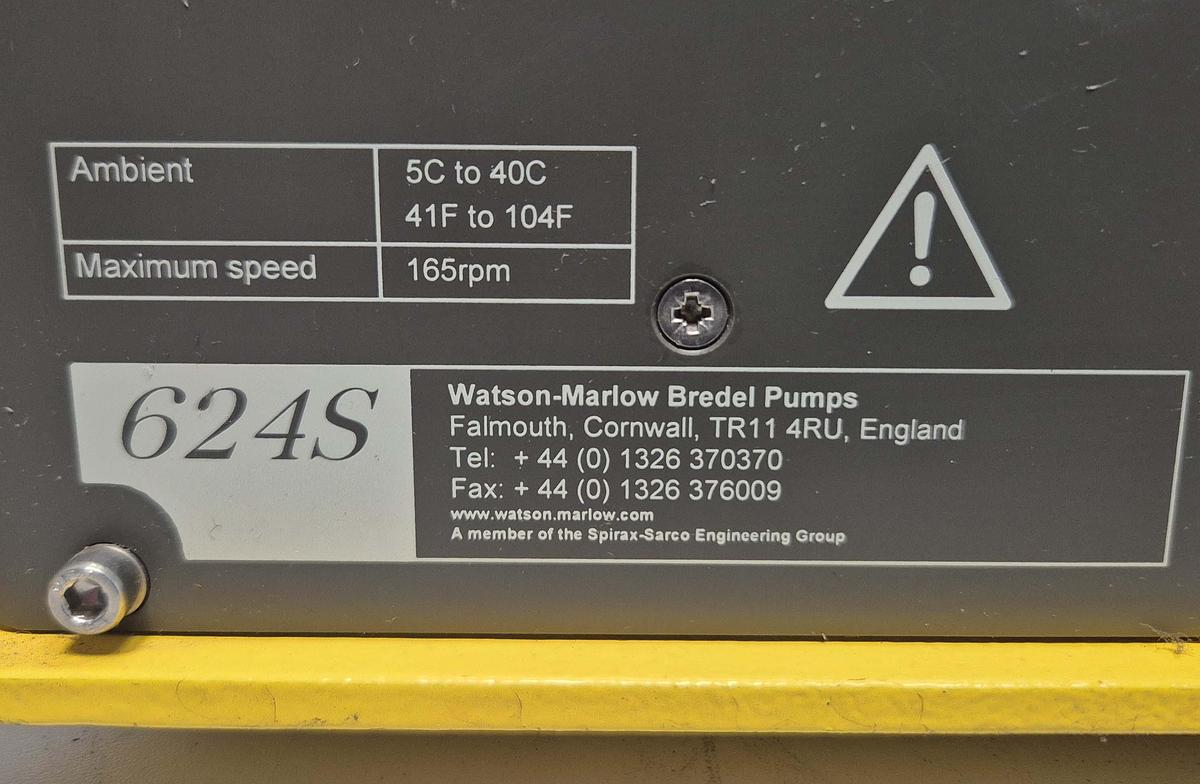 Ambient
5C to 40C
41F to 104F
Maximum speed
165rpm
624S
Watson-Marlow Bredel Pumps
Falmouth, Cornwall, TR11 4RU, England
Tel: + 44 (0) 1326 370370
Fax: + 44 (0) 1326 376009
www.watson.marlow.com
A member of the Spirax-Sarco Engineering Group